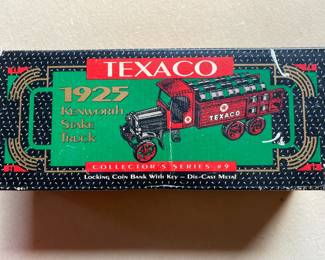 TEXACO
1925
KENWORTH
STAKE
TRUCK
TEXACO
COLLECTOR'S SERIES #9
LOCKING COIN BANK WITH KEY – DIE-CAST METAL